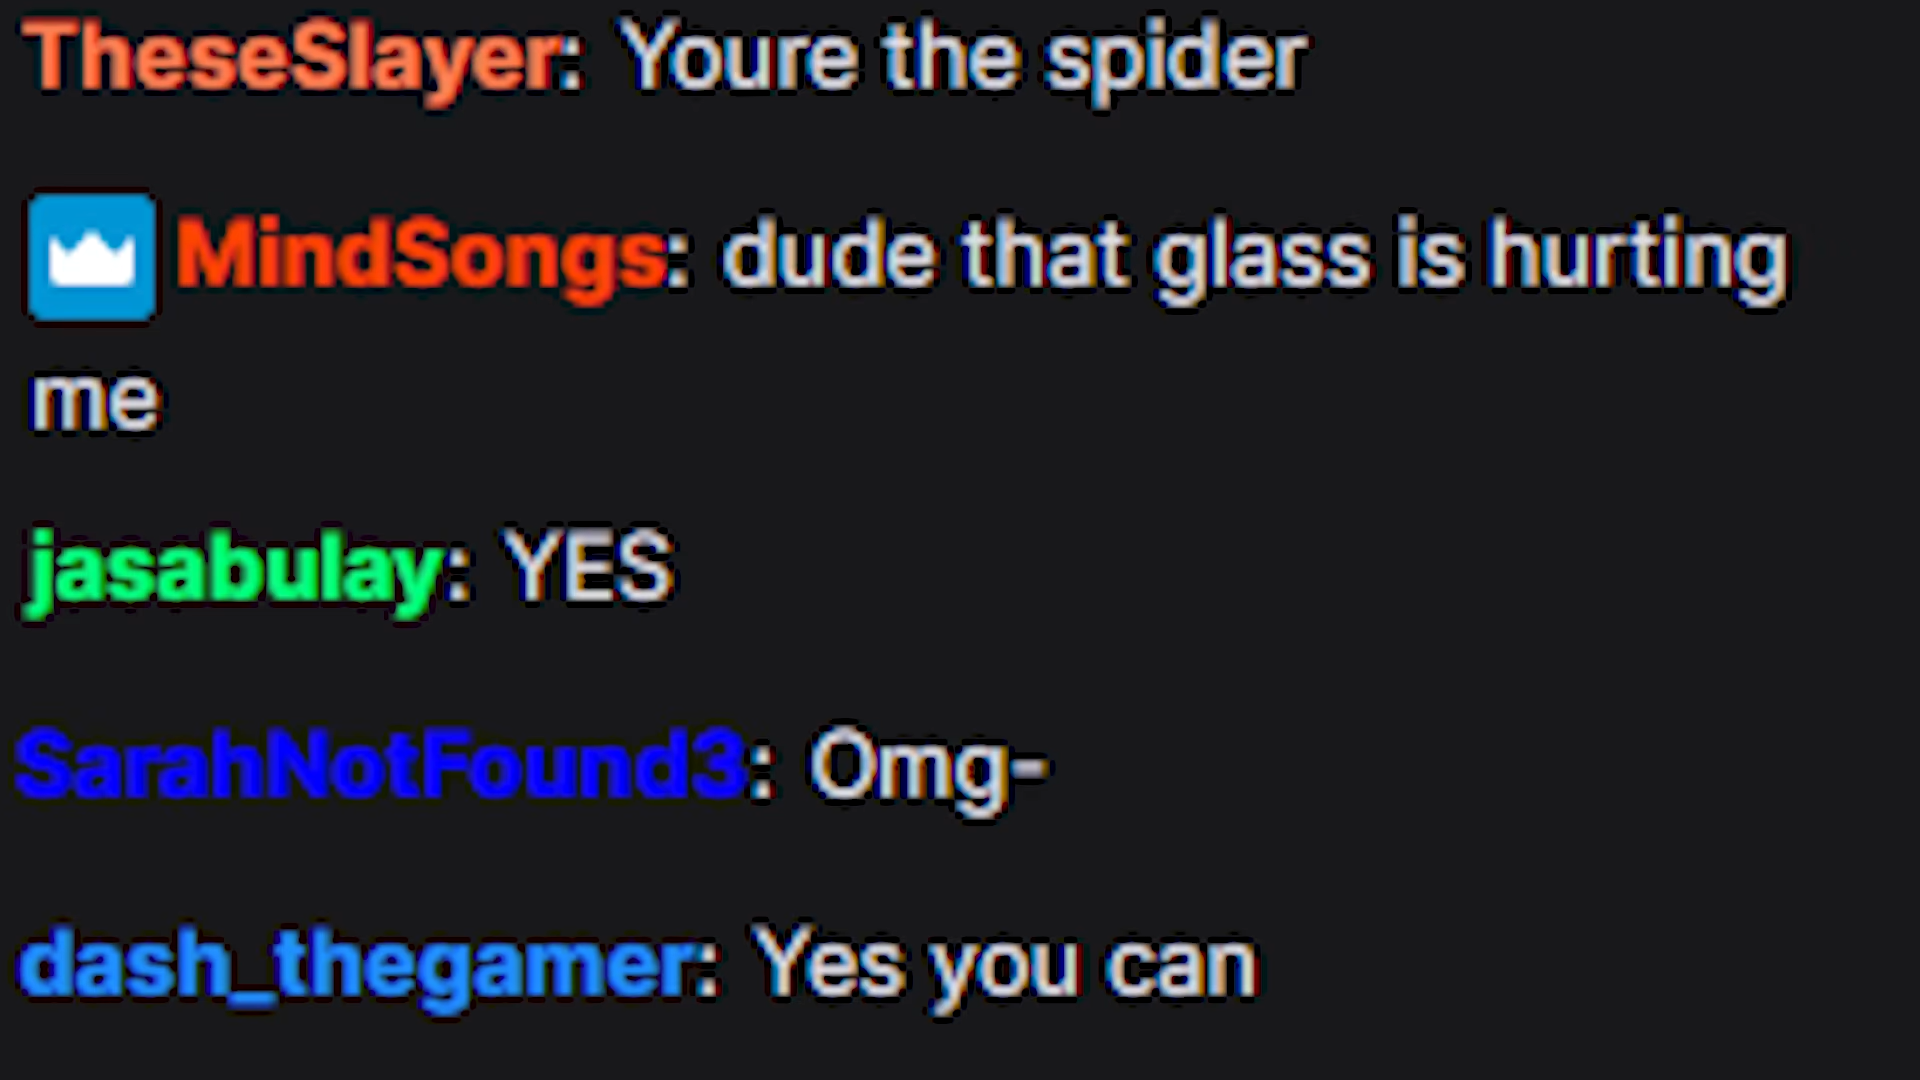 TheseSlayer: Youre the spider
MindSongs: dude that glass is hurting
me
jasabulay: YES
SarahNotFound3: Omg-
dash_thegamer: Yes you can